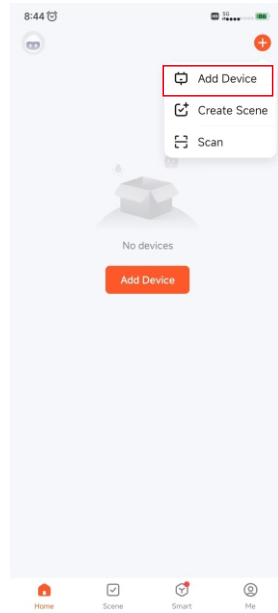 8:44
Add Device
Create Scene
Scan
No devices
Add Device
Home
Scene
Smart
Me